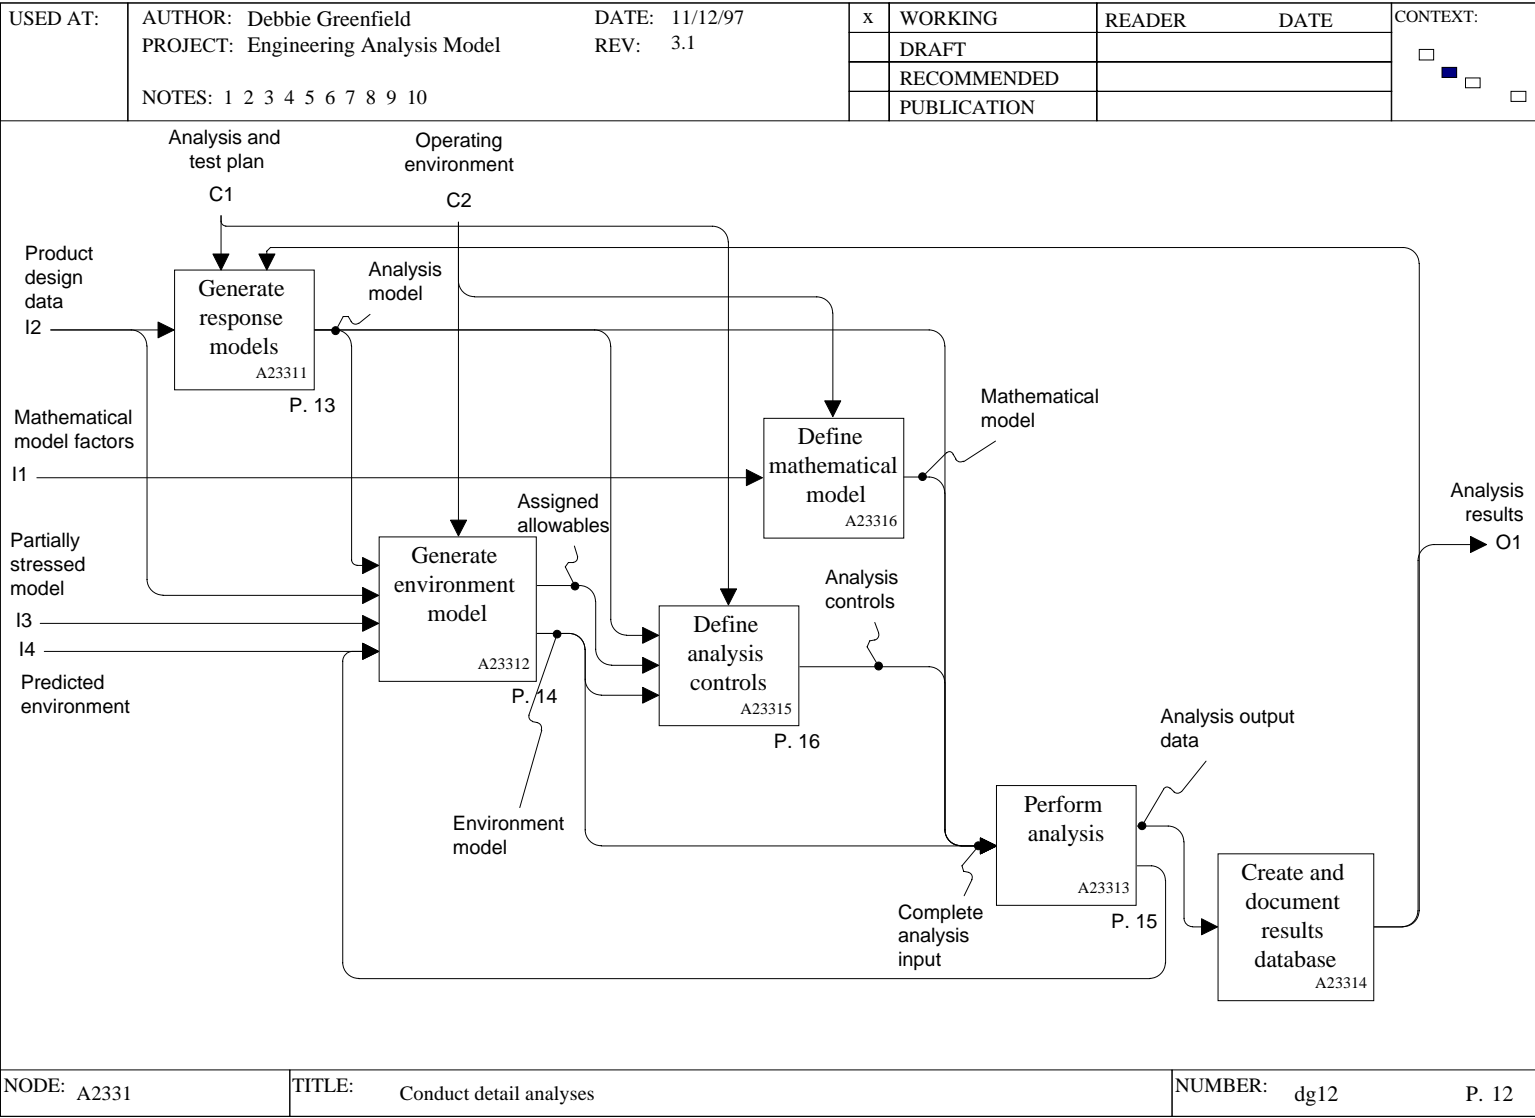 USED AT:
AUTHOR: Debbie Greenfield
DATE: 11/12/97
PROJECT: Engineering Analysis Model
REV: 3.1
NOTES: 1 2 3 4 5 6 7 8 9 10
x WORKING
DRAFT
RECOMMENDED
PUBLICATION
READER DATE
CONTEXT:
Analysis and
test plan
C1
Operating
environment
C2
Product
design
data
I2
Analysis
model
Generate
response
models
A23311
P. 13
Mathematical
model factors
I1
Mathematical
model
Define
mathematical
model
A23316
Analysis
results
O1
Assigned
allowables
Partially
stressed
model
I3
I4
Predicted
environment
Generate
environment
model
A23312
P. 14
Analysis
controls
Define
analysis
controls
A23315
P. 16
Analysis output
data
Environment
model
Perform
analysis
A23313
P. 15
Complete
analysis
input
Create and
document
results
database
A23314
NODE: A2331
TITLE: Conduct detail analyses
NUMBER: dg12
P. 12